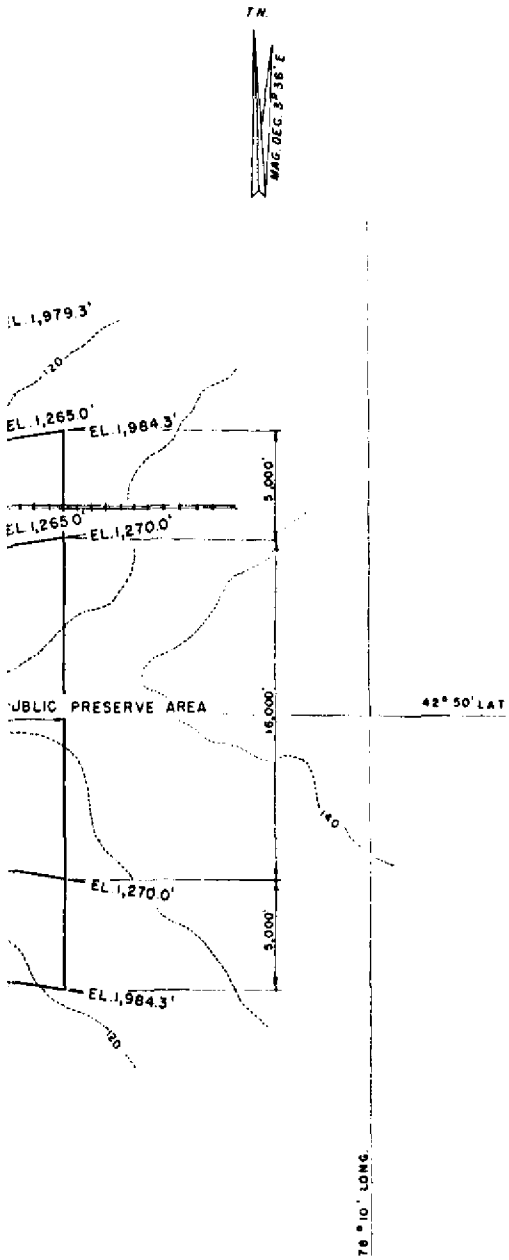 T.N.
MAG. DEG. 3° 36' E
EL. 1,979.3'
120
EL. 1,265.0'
EL. 1,984.3'
5,000'
EL. 1,265.0'
EL. 1,270.0'
UBLIC PRESERVE AREA
16,000'
42° 50' LAT
140
EL. 1,270.0'
5,000'
EL. 1,984.3'
120
78° 10' LONG.